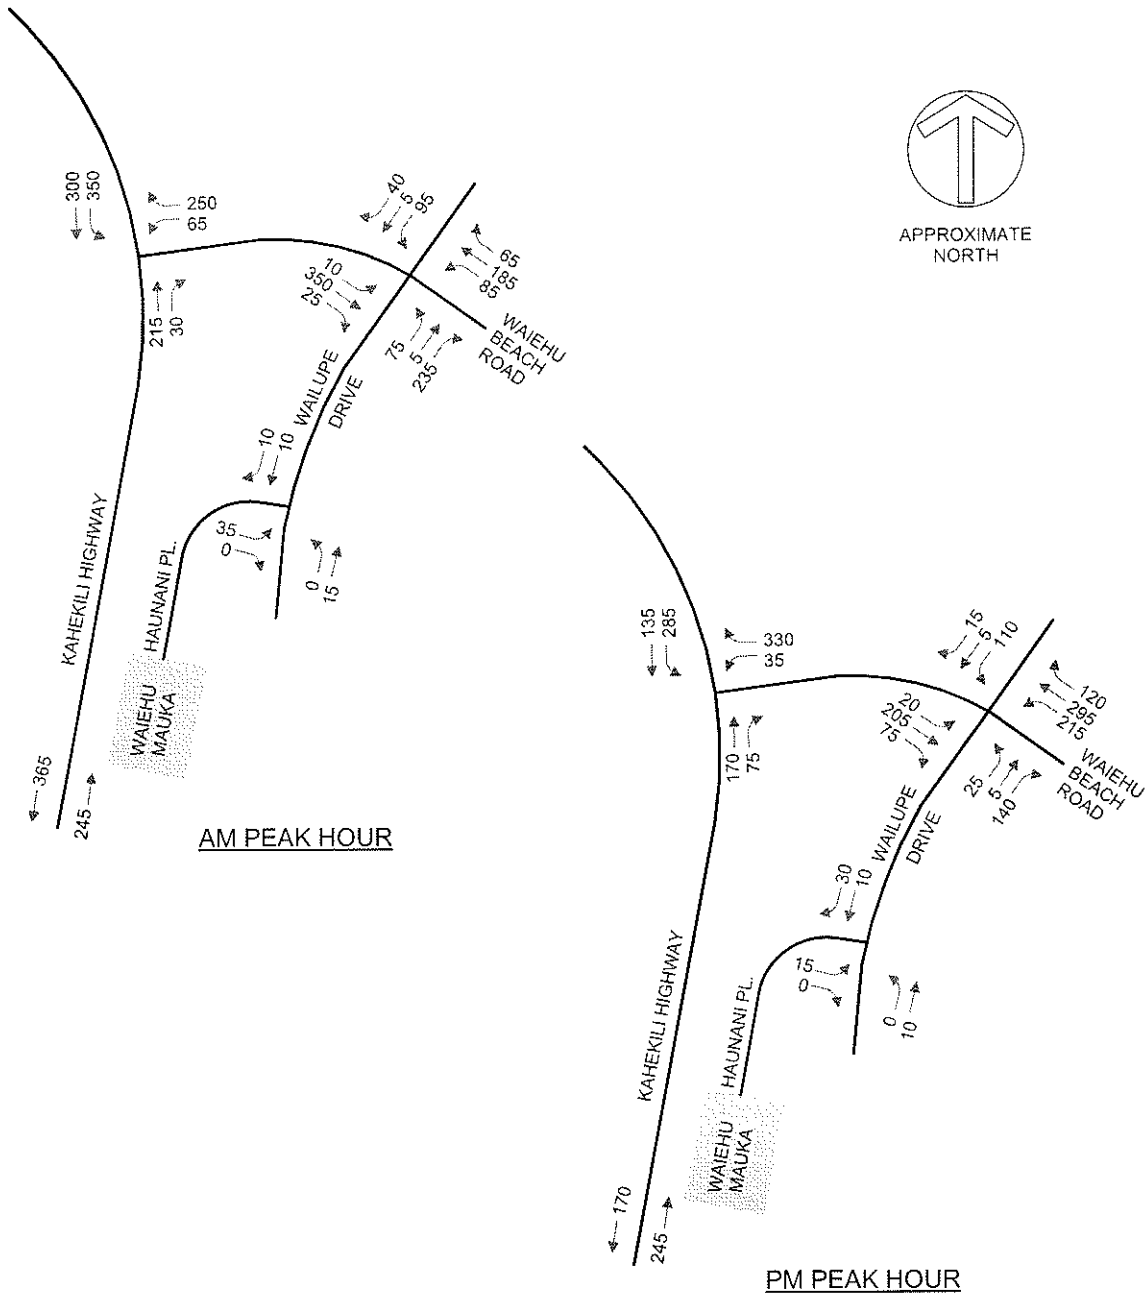 APPROXIMATE
NORTH
300
350
250
65
215
30
40
5
95
65
185
85
10
350
25
75
5
235
WAIEHU
BEACH
ROAD
WAILUPE
DRIVE
10
10
35
0
0
15
KAHEKILI HIGHWAY
HAUNANI PL.
WAIEHU
MAUKA
365
245
AM PEAK HOUR
135
285
330
35
170
75
15
5
110
120
295
215
20
205
75
25
5
140
WAIEHU
BEACH
ROAD
WAILUPE
DRIVE
30
10
15
0
0
10
KAHEKILI HIGHWAY
HAUNANI PL.
WAIEHU
MAUKA
170
245
PM PEAK HOUR